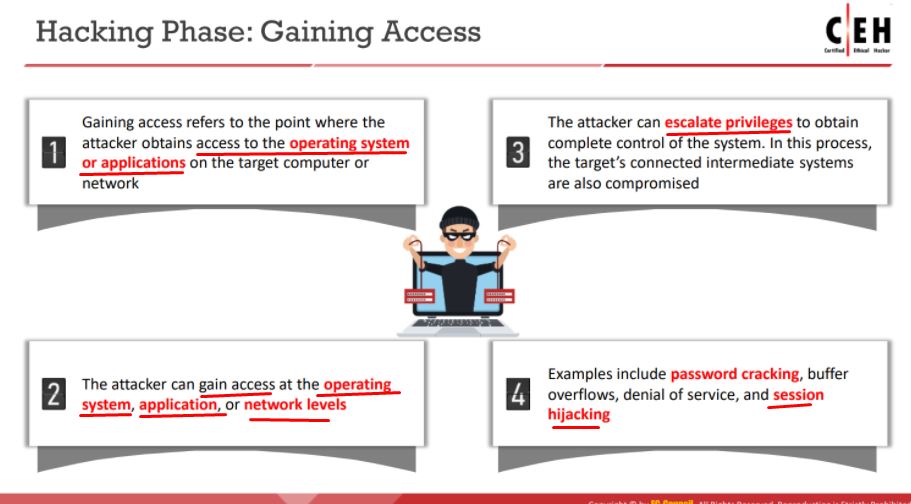 Hacking Phase: Gaining Access
C|EH
Certified Ethical Hacker
1
Gaining access refers to the point where the
attacker obtains access to the operating system
or applications on the target computer or
network
2
The attacker can gain access at the operating
system, application, or network levels
3
The attacker can escalate privileges to obtain
complete control of the system. In this process,
the target's connected intermediate systems
are also compromised
4
Examples include password cracking, buffer
overflows, denial of service, and session
hijacking
Copyright © by EC-Council. All Rights Reserved. Reproduction is Strictly Prohibited